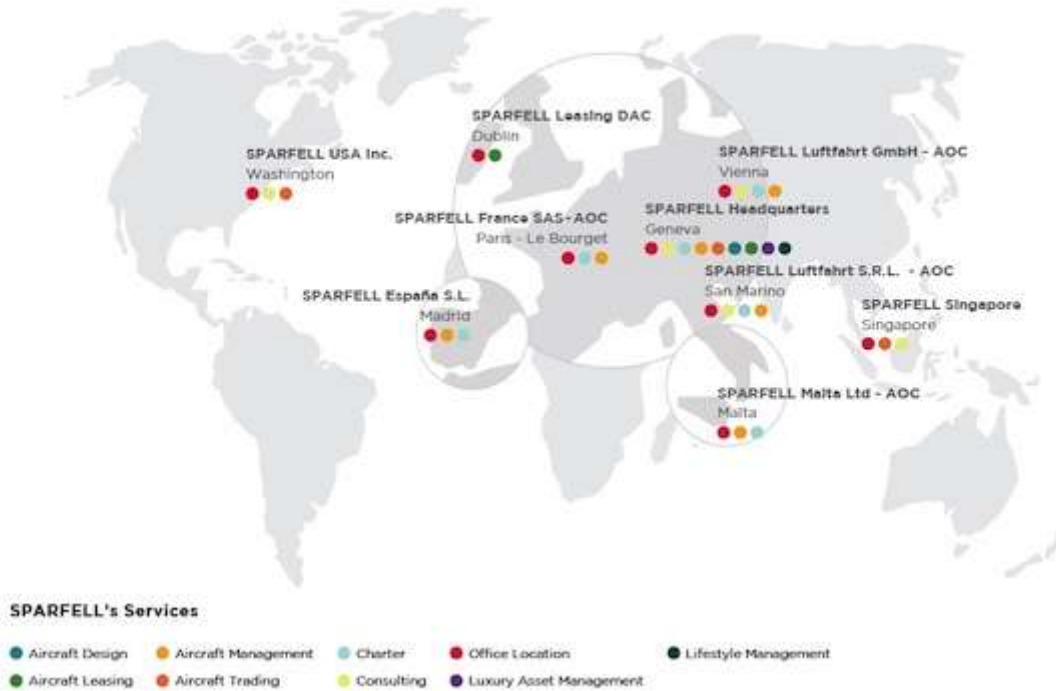 SPARFELL Leasing DAC
Dublin
SPARFELL USA Inc.
Washington
SPARFELL Luftfahrt GmbH - AOC
Vienna
SPARFELL France SAS-AOC
Paris - Le Bourget
SPARFELL Headquarters
Geneva
SPARFELL Luftfahrt S.R.L. - AOC
San Marino
SPARFELL España S.L.
Madrid
SPARFELL Singapore
Singapore
SPARFELL Malta Ltd - AOC
Malta
SPARFELL's Services
Aircraft Design
Aircraft Management
Charter
Office Location
Lifestyle Management
Aircraft Leasing
Aircraft Trading
Consulting
Luxury Asset Management